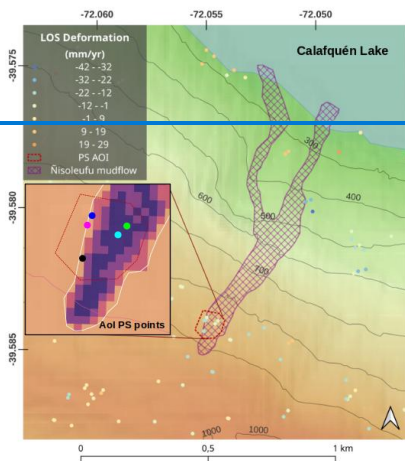 -72.060 -72.055 -72.050
LOS Deformation
(mm/yr)
-42 - -32
-32 - -22
-22 - -12
-12 - -1
-1 - 9
9 - 19
19 - 29
PS AOI
Ñisoleufu mudflow
Calafquén Lake
-39.575
-39.580
-39.585
300
400
500
600
700
1000
1000
AoI PS points
0 0,5 1 km